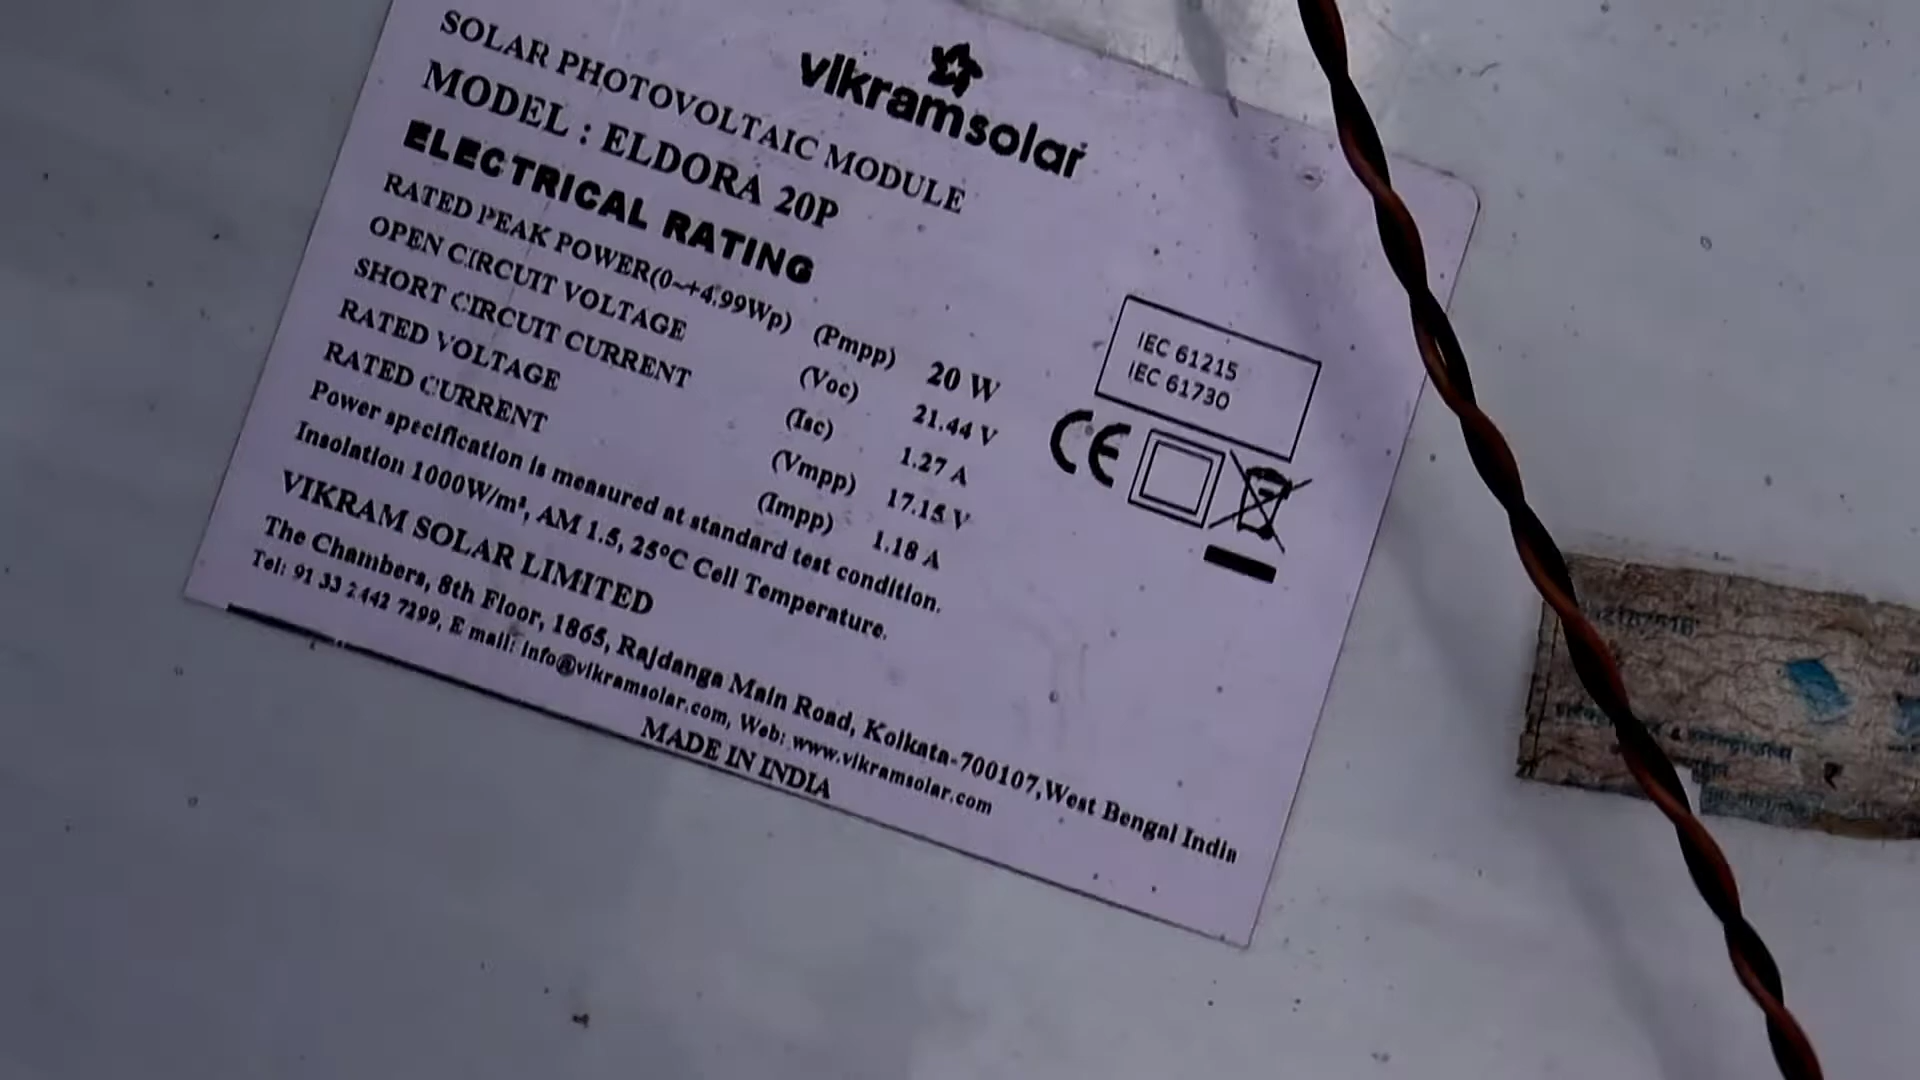 vikramsolar
SOLAR PHOTOVOLTAIC MODULE
MODEL : ELDORA 20P
ELECTRICAL RATING
RATED PEAK POWER(0~+4.99Wp) (Pmpp) 20 W
OPEN CIRCUIT VOLTAGE (Voc) 21.44 V
SHORT CIRCUIT CURRENT (Isc) 1.27 A
RATED VOLTAGE (Vmpp) 17.15 V
RATED CURRENT (Impp) 1.18 A
Power specification is measured at standard test condition.
Insolation 1000W/m², AM 1.5, 25°C Cell Temperature.
VIKRAM SOLAR LIMITED
The Chambers, 8th Floor, 1865, Rajdanga Main Road, Kolkata-700107,West Bengal India
Tel: 91 33 2442 7299, E mail: info@vikramsolar.com, Web: www.vikramsolar.com
MADE IN INDIA
IEC 61215
IEC 61730
CE